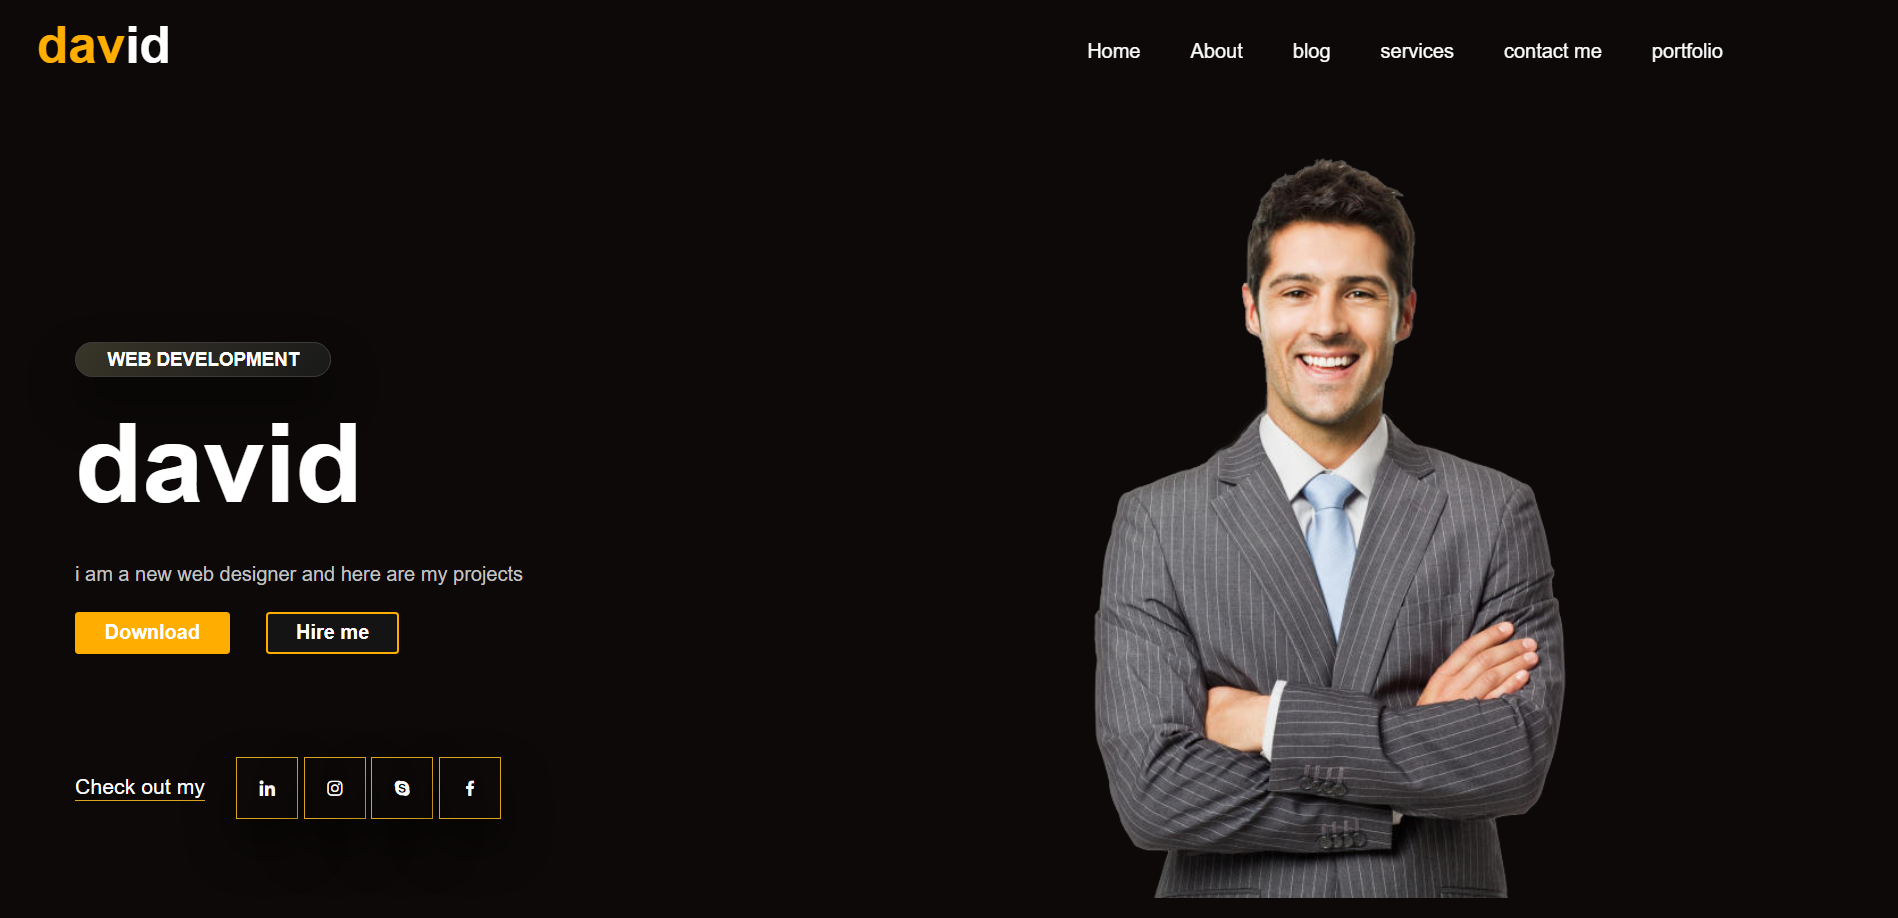 david
Home About blog services contact me portfolio
WEB DEVELOPMENT
david
i am a new web designer and here are my projects
Download Hire me
Check out my